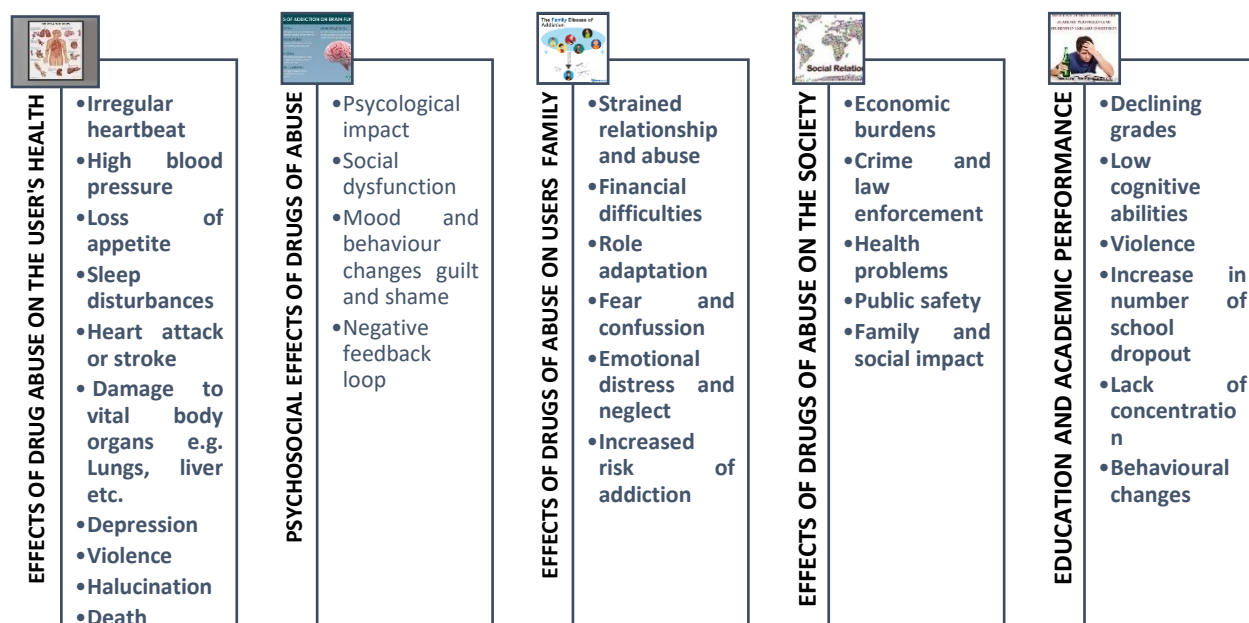 EFFECTS OF DRUG ABUSE ON THE USER'S HEALTH
•Irregular
heartbeat
•High blood
pressure
•Loss of
appetite
•Sleep
disturbances
•Heart attack
or stroke
• Damage to
vital body
organs e.g.
Lungs, liver
etc.
•Depression
•Violence
•Halucination
•Death
S OF ADDICTION ON BRAIN FUN
PSYCHOSOCIAL EFFECTS OF DRUGS OF ABUSE
•Psycological
impact
•Social
dysfunction
•Mood and
behaviour
changes guilt
and shame
•Negative
feedback
loop
The Family Disease of
Addiction
EFFECTS OF DRUGS OF ABUSE ON USERS FAMILY
•Strained
relationship
and abuse
•Financial
difficulties
•Role
adaptation
•Fear and
confussion
•Emotional
distress and
neglect
•Increased
risk of
addiction
Social Relation
EFFECTS OF DRUGS OF ABUSE ON THE SOCIETY
•Economic
burdens
•Crime and
law
enforcement
•Health
problems
•Public safety
•Family and
social impact
EDUCATION AND ACADEMIC PERFORMANCE
•Declining
grades
•Low
cognitive
abilities
•Violence
•Increase in
number of
school
dropout
•Lack of
concentratio
n
•Behavioural
changes